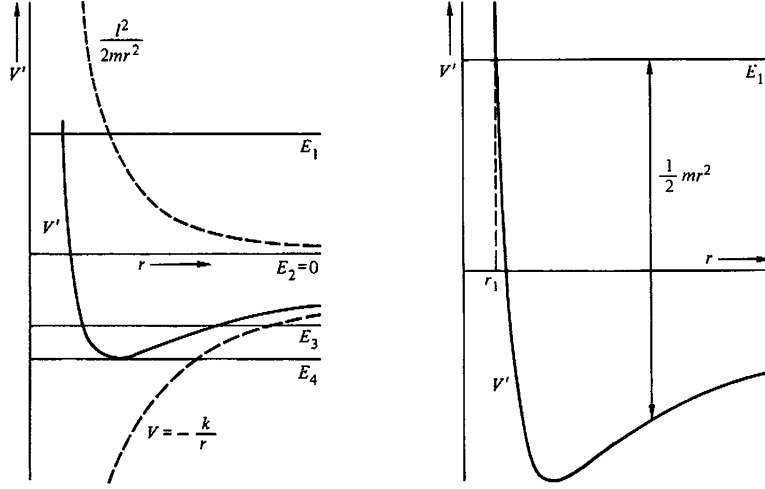 V'
l²/2mr²
E₁
V'
r
E₂=0
E₃
E₄
V = - k/r
V'
E₁
1/2 mr²
r
r₁
V'